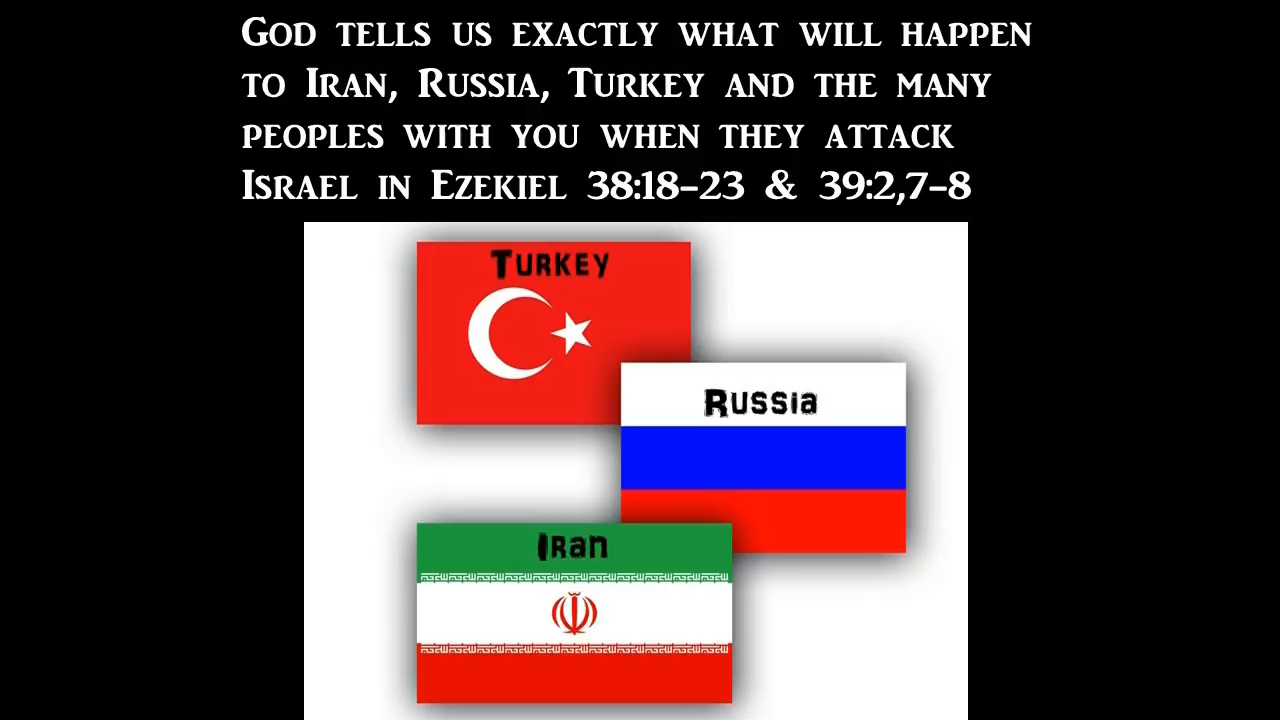 God tells us exactly what will happen
to Iran, Russia, Turkey and the many
peoples with you when they attack
Israel in Ezekiel 38:18-23 & 39:2,7-8
Turkey
Russia
Iran